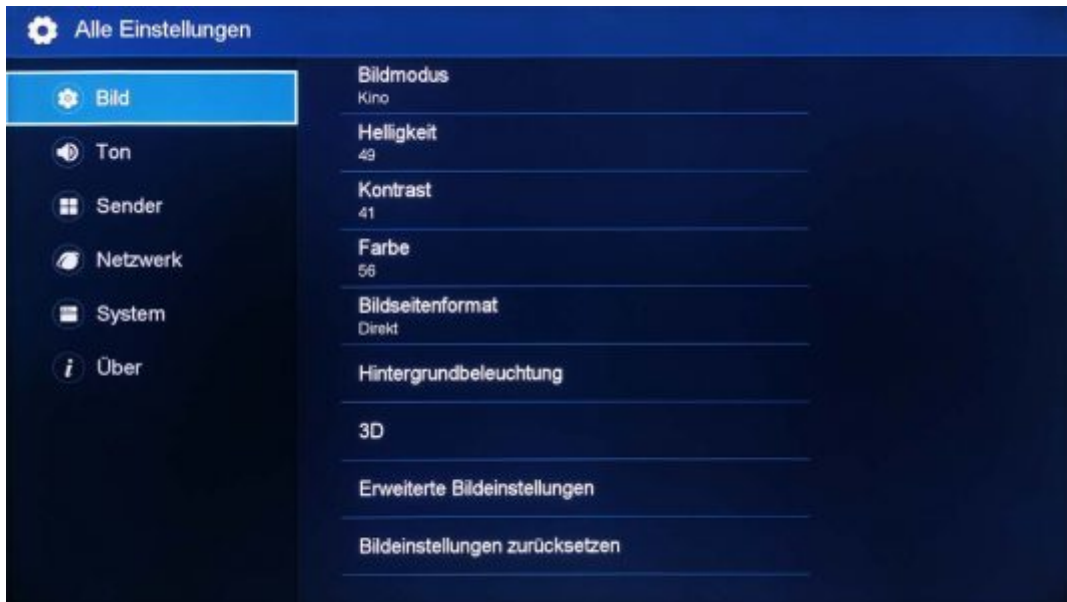 Alle Einstellungen
Bild
Ton
Sender
Netzwerk
System
Über
Bildmodus
Kino
Helligkeit
49
Kontrast
41
Farbe
56
Bildseitenformat
Direkt
Hintergrundbeleuchtung
3D
Erweiterte Bildeinstellungen
Bildeinstellungen zurücksetzen